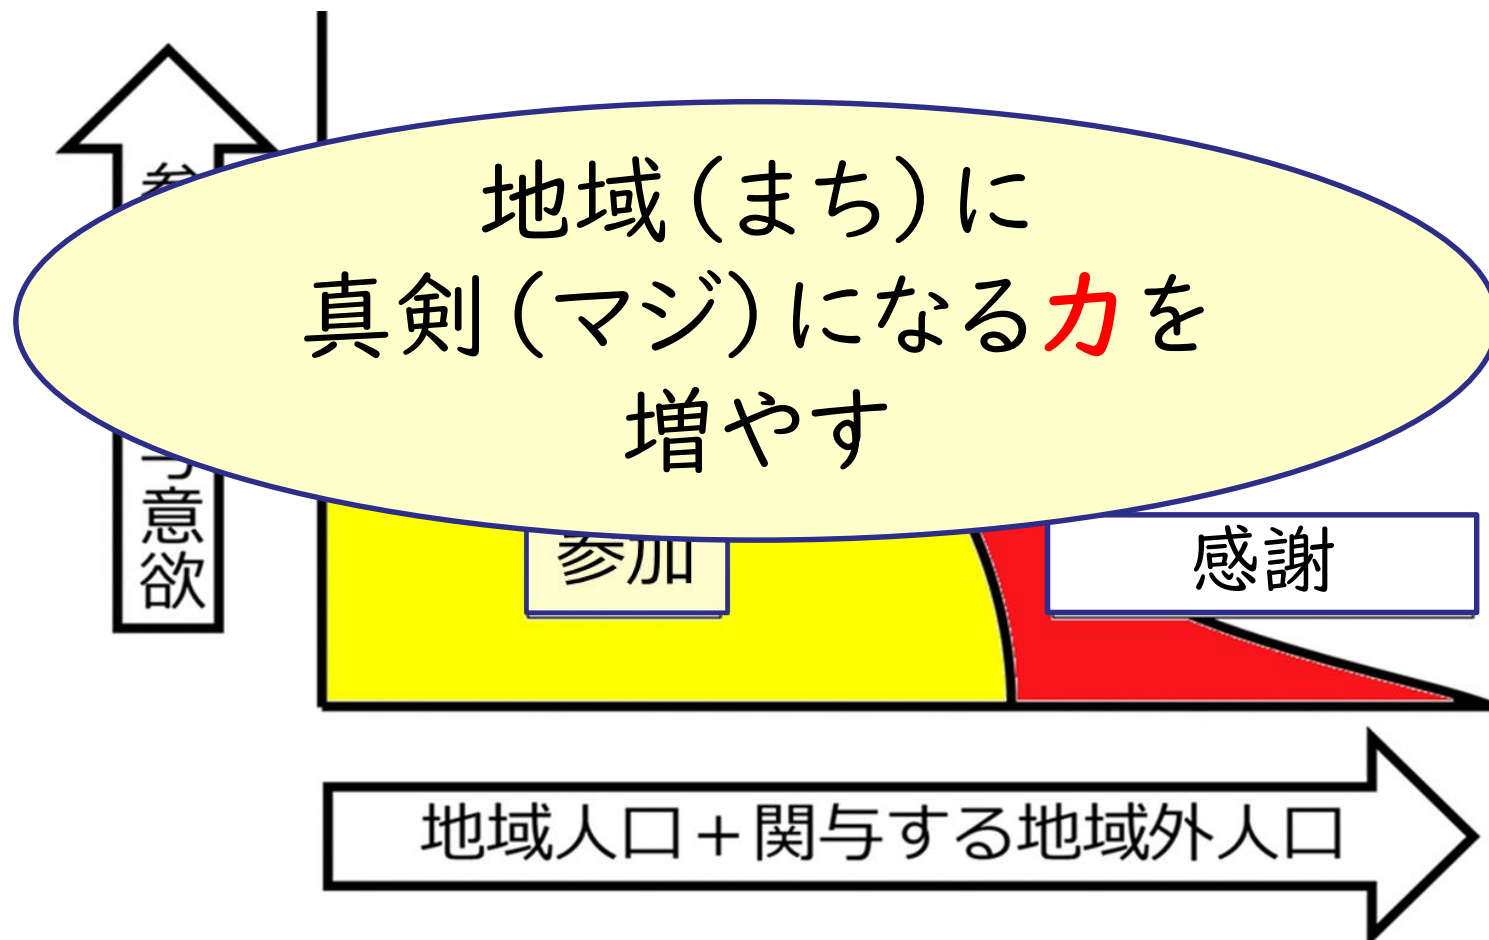 地域（まち）に
真剣（マジ）になる力を
増やす
意欲
参加
感謝
地域人口＋関与する地域外人口